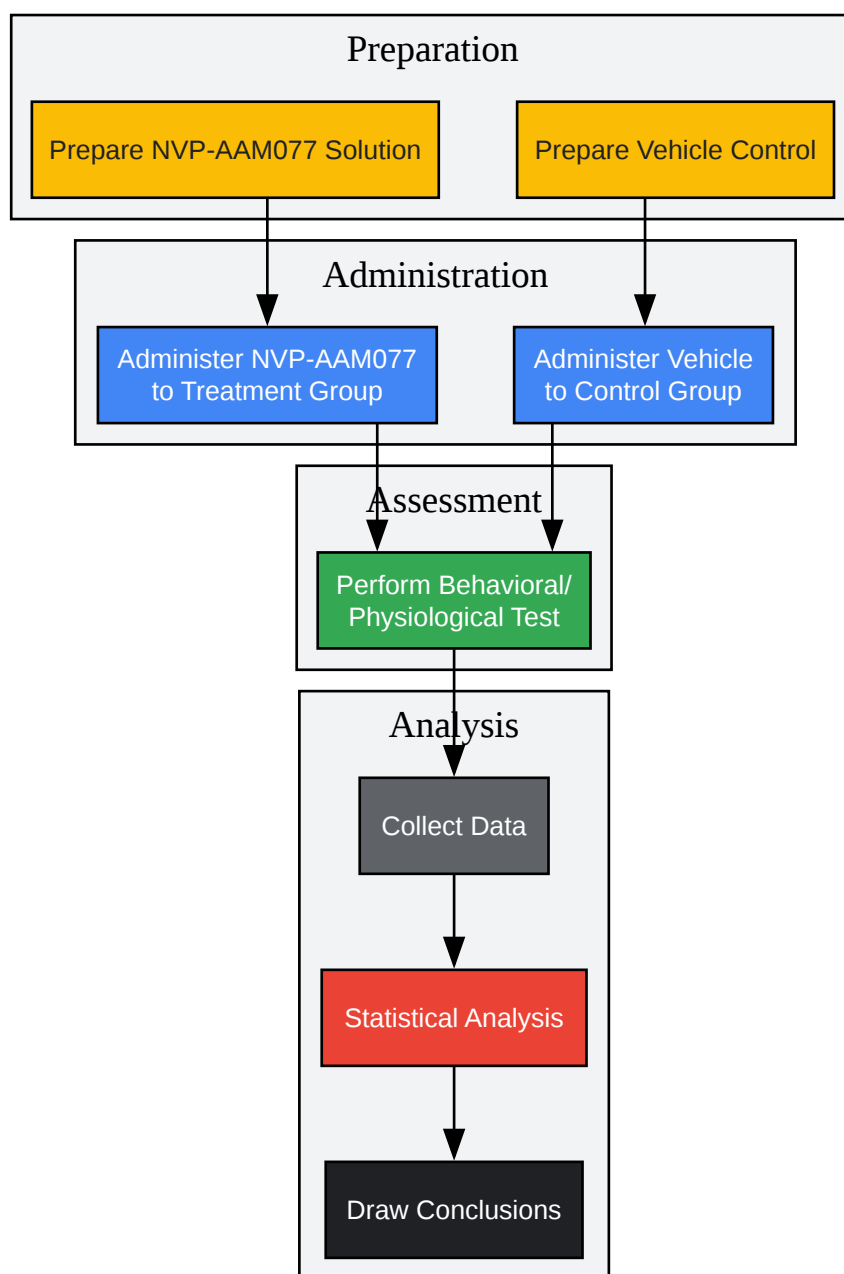 Preparation
Prepare NVP-AAM077 Solution
Prepare Vehicle Control
Administration
Administer NVP-AAM077
to Treatment Group
Administer Vehicle
to Control Group
Assessment
Perform Behavioral/
Physiological Test
Analysis
Collect Data
Statistical Analysis
Draw Conclusions